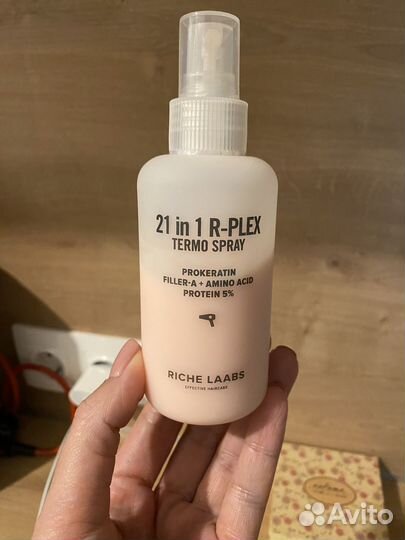 21 in 1 R-PLEX
TERMO SPRAY
PROKERATIN
FILLER-A + AMINO ACID
PROTEIN 5%
RICHE LAABS
EFFECTIVE HAIRCARE
Avito